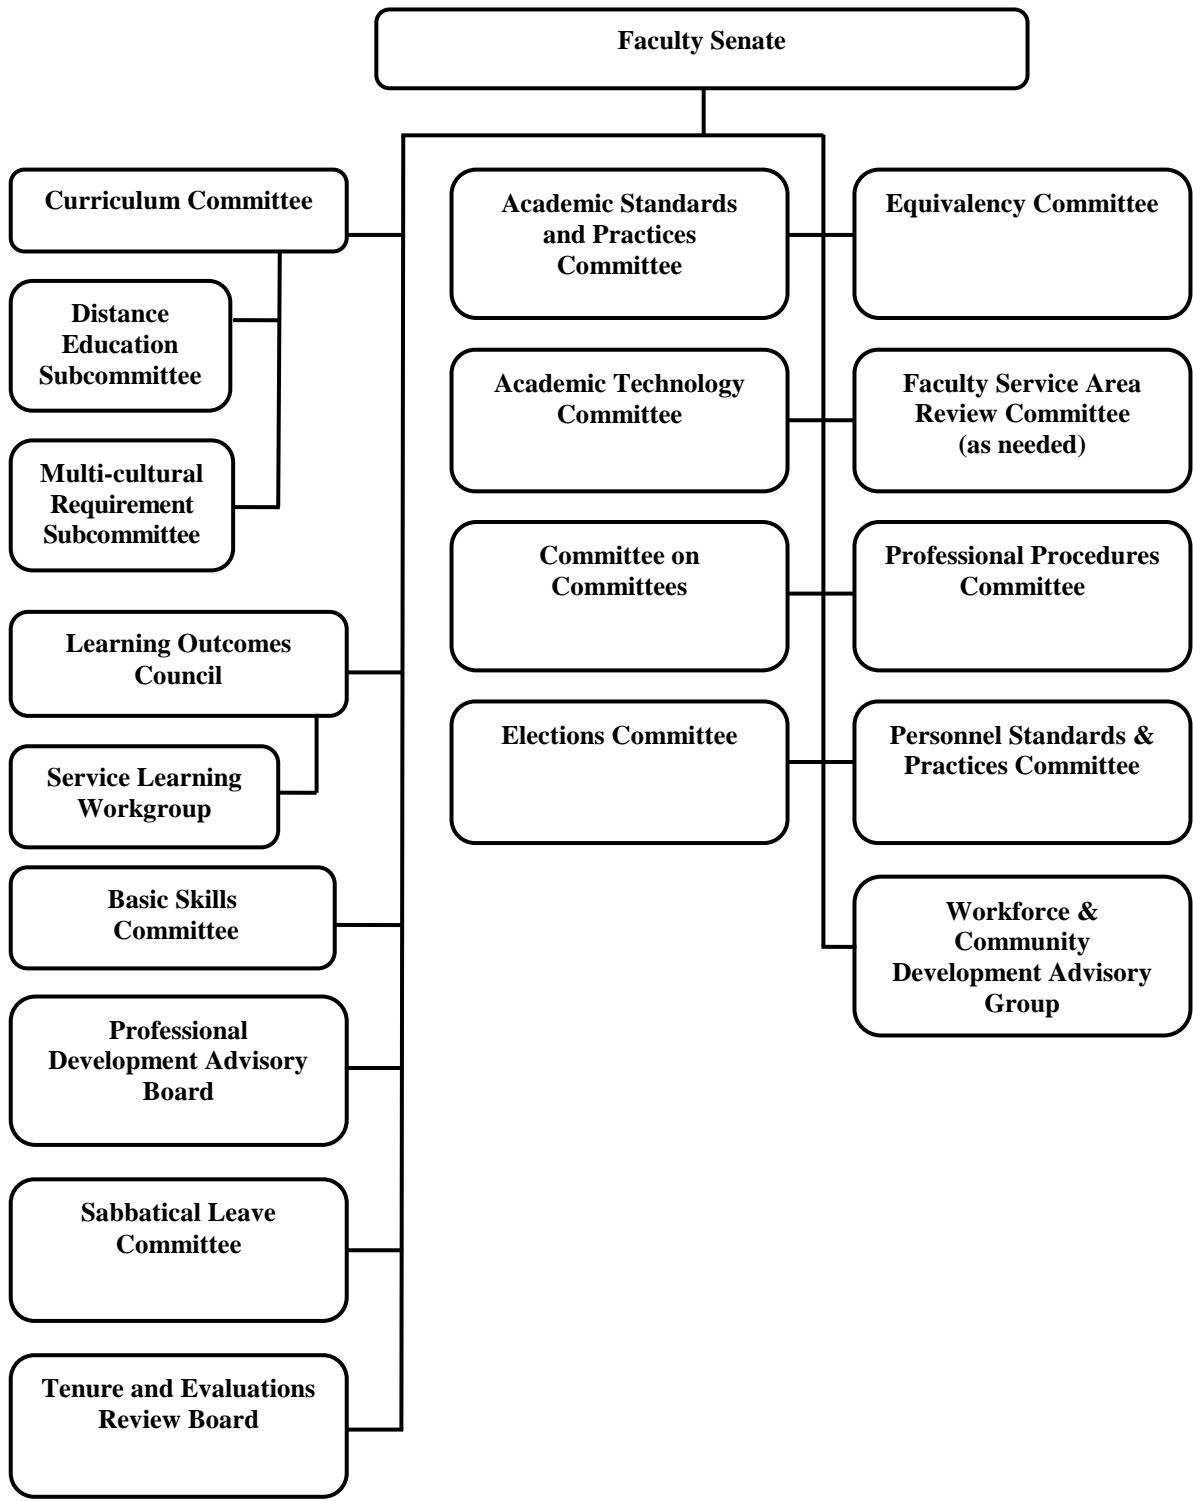 Faculty Senate
Curriculum Committee
Distance
Education
Subcommittee
Multi-cultural
Requirement
Subcommittee
Learning Outcomes
Council
Service Learning
Workgroup
Basic Skills
Committee
Professional
Development Advisory
Board
Sabbatical Leave
Committee
Tenure and Evaluations
Review Board
Academic Standards
and Practices
Committee
Academic Technology
Committee
Committee on
Committees
Elections Committee
Equivalency Committee
Faculty Service Area
Review Committee
(as needed)
Professional Procedures
Committee
Personnel Standards &
Practices Committee
Workforce &
Community
Development Advisory
Group